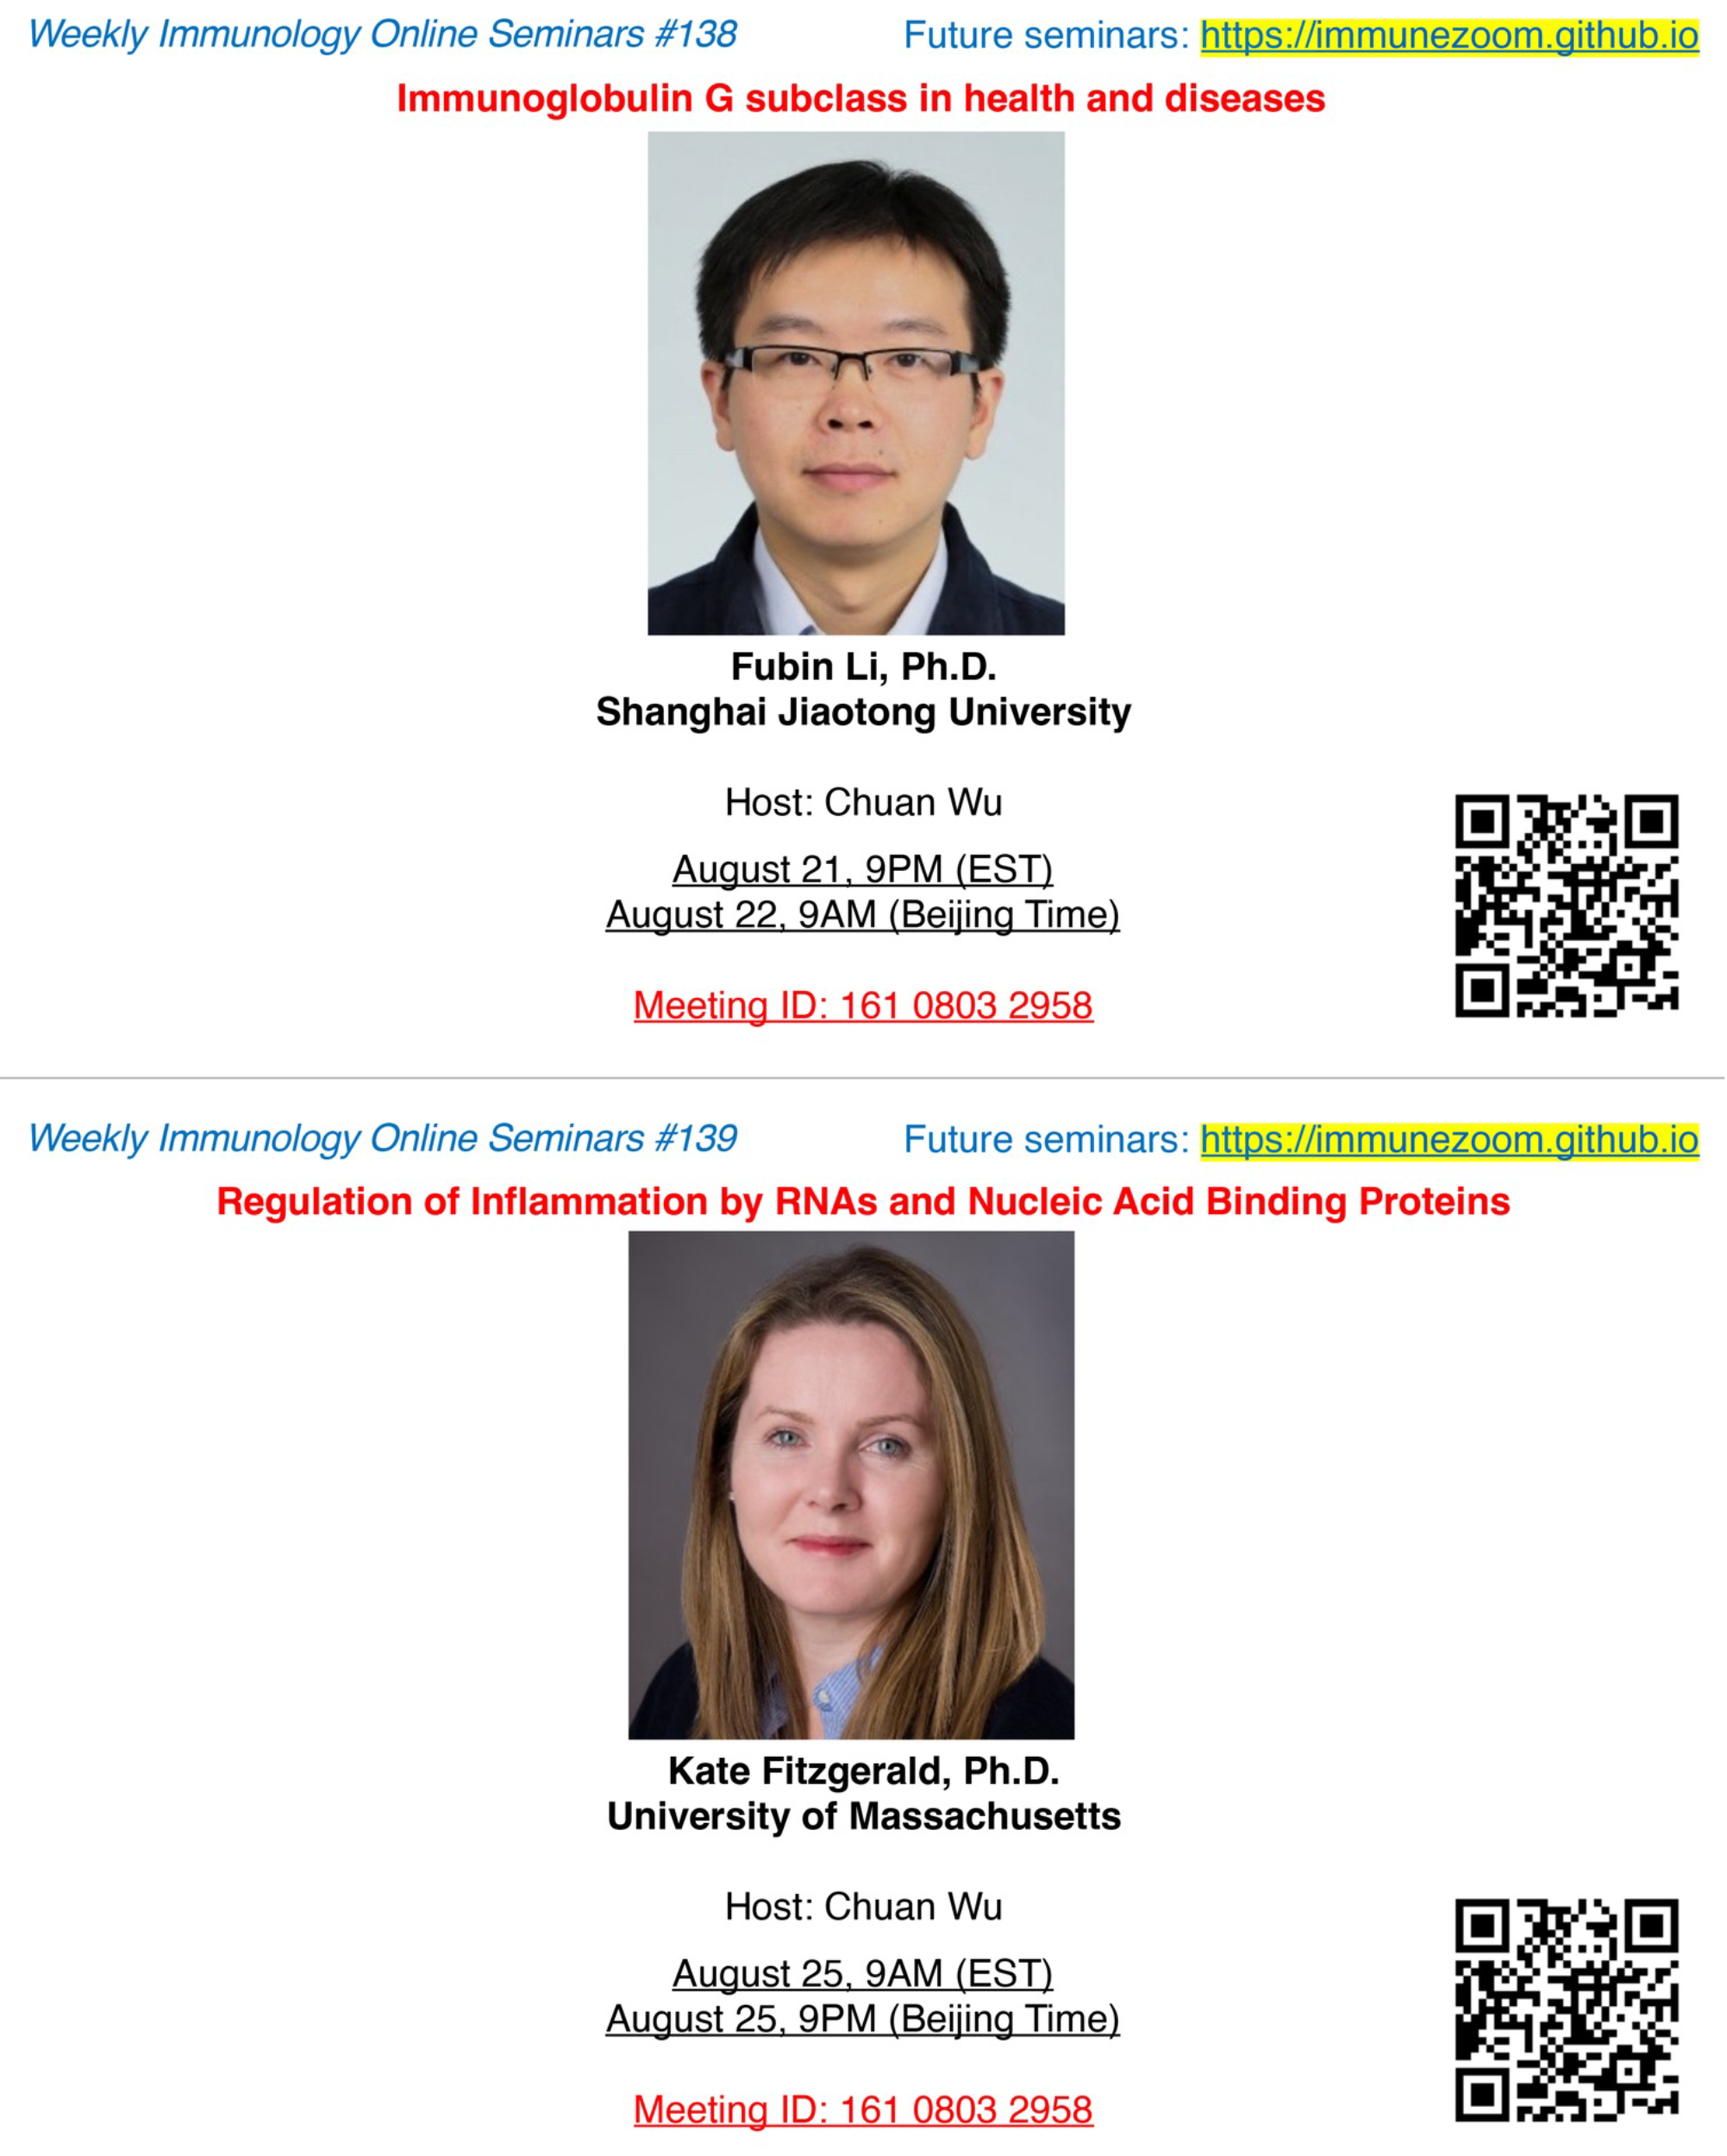 Weekly Immunology Online Seminars #138
Future seminars: https://immunezoom.github.io
Immunoglobulin G subclass in health and diseases
Fubin Li, Ph.D.
Shanghai Jiaotong University
Host: Chuan Wu
August 21, 9PM (EST)
August 22, 9AM (Beijing Time)
Meeting ID: 161 0803 2958
Weekly Immunology Online Seminars #139
Future seminars: https://immunezoom.github.io
Regulation of Inflammation by RNAs and Nucleic Acid Binding Proteins
Kate Fitzgerald, Ph.D.
University of Massachusetts
Host: Chuan Wu
August 25, 9AM (EST)
August 25, 9PM (Beijing Time)
Meeting ID: 161 0803 2958